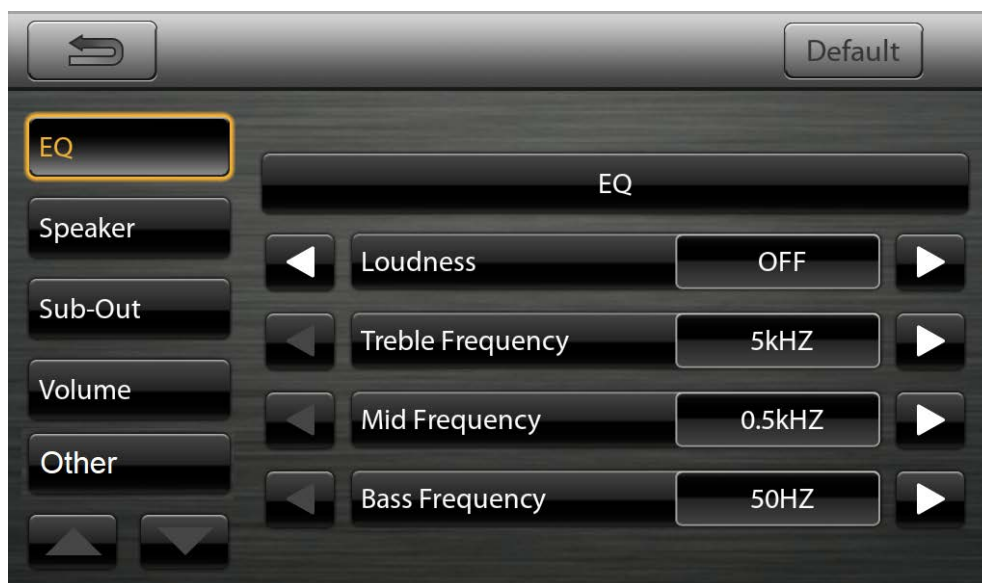 Default
EQ
Speaker
Sub-Out
Volume
Other
EQ
Loudness OFF
Treble Frequency 5kHZ
Mid Frequency 0.5kHZ
Bass Frequency 50HZ